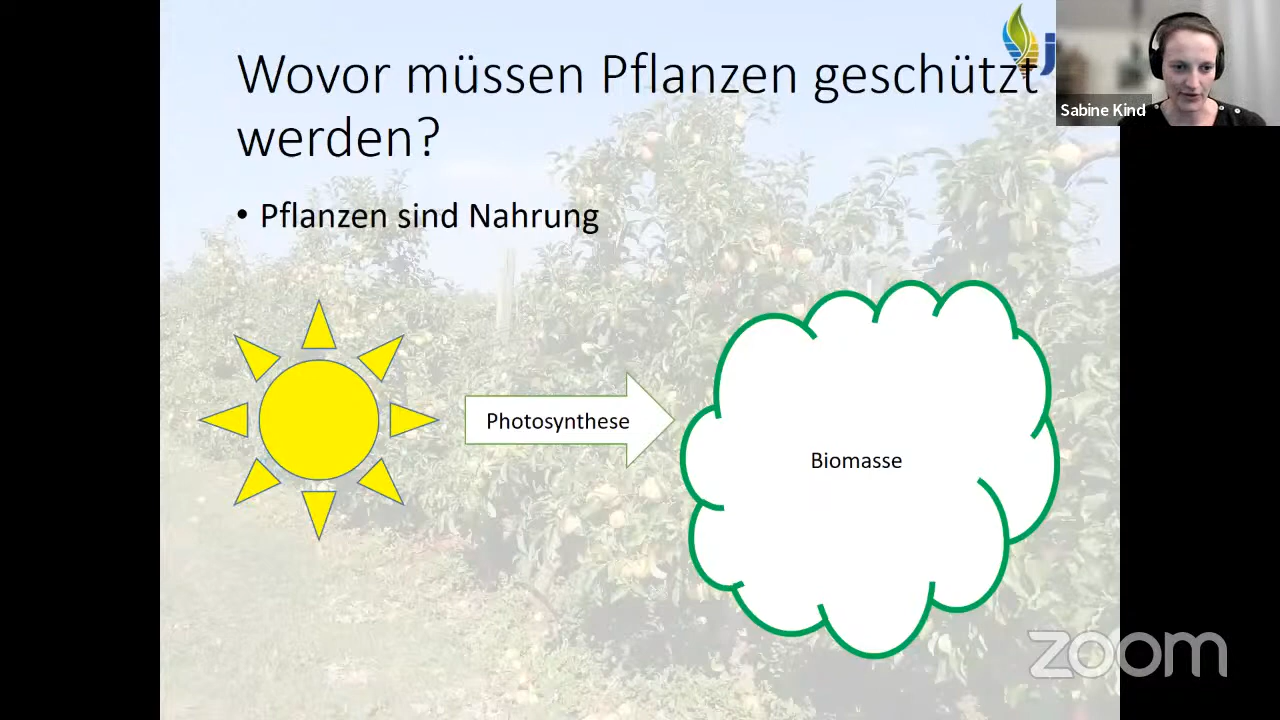 Wovor müssen Pflanzen geschützt
werden?
Sabine Kind
• Pflanzen sind Nahrung
Photosynthese
Biomasse
zoom